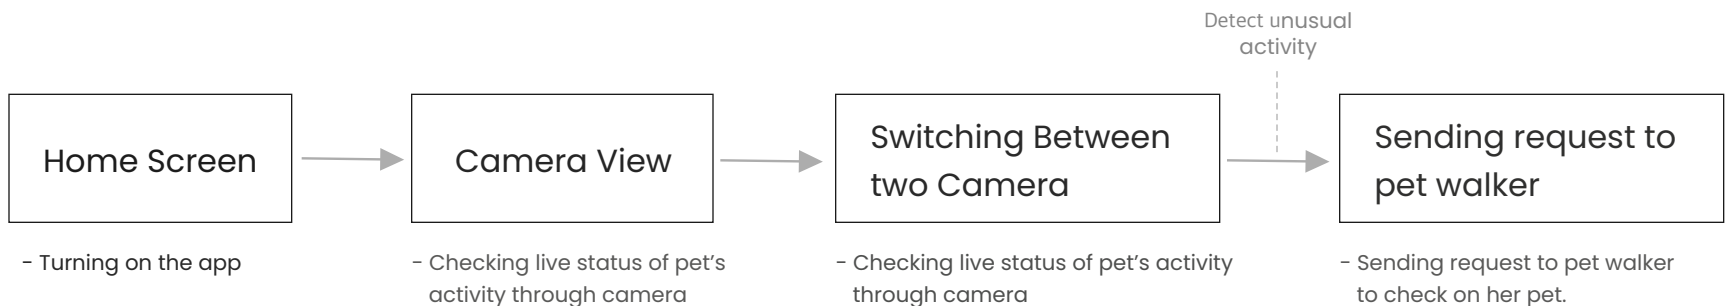 Detect unusual
activity
Home Screen
Camera View
Switching Between
two Camera
Sending request to
pet walker
- Turning on the app
- Checking live status of pet's
activity through camera
- Checking live status of pet's activity
through camera
- Sending request to pet walker
to check on her pet.